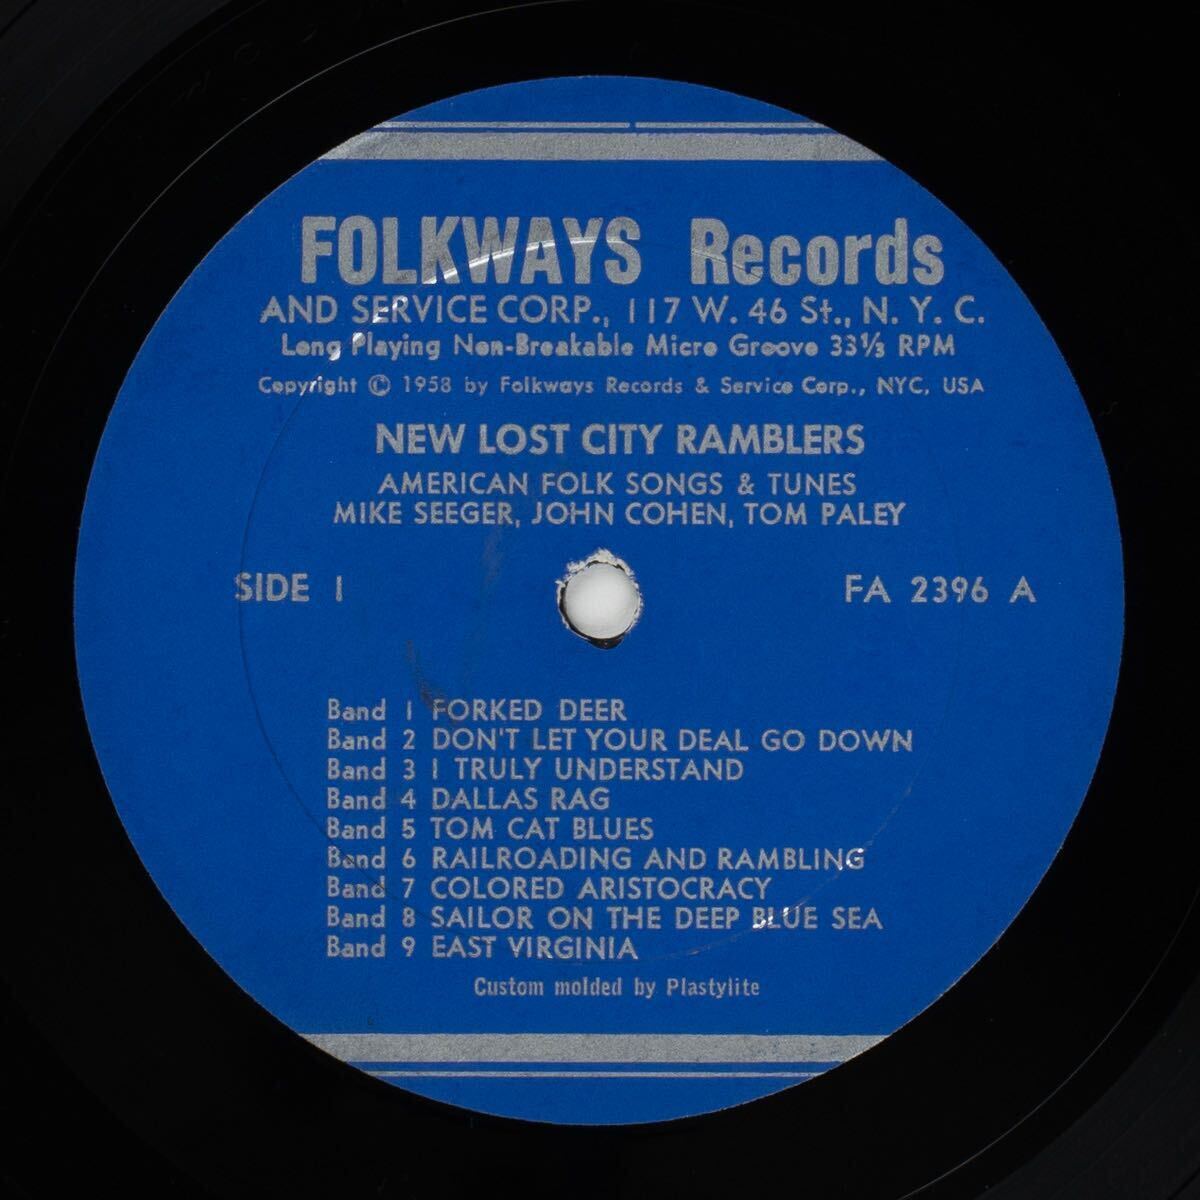 FOLKWAYS Records
AND SERVICE CORP., 117 W. 46 St., N. Y. C.
Long Playing Non-Breakable Micro Groove 33⅓ RPM
Copyright © 1958 by Folkways Records & Service Corp., NYC, USA
NEW LOST CITY RAMBLERS
AMERICAN FOLK SONGS & TUNES
MIKE SEEGER, JOHN COHEN, TOM PALEY
SIDE 1 FA 2396 A
Band 1 FORKED DEER
Band 2 DON'T LET YOUR DEAL GO DOWN
Band 3 I TRULY UNDERSTAND
Band 4 DALLAS RAG
Band 5 TOM CAT BLUES
Band 6 RAILROADING AND RAMBLING
Band 7 COLORED ARISTOCRACY
Band 8 SAILOR ON THE DEEP BLUE SEA
Band 9 EAST VIRGINIA
Custom molded by Plastylite